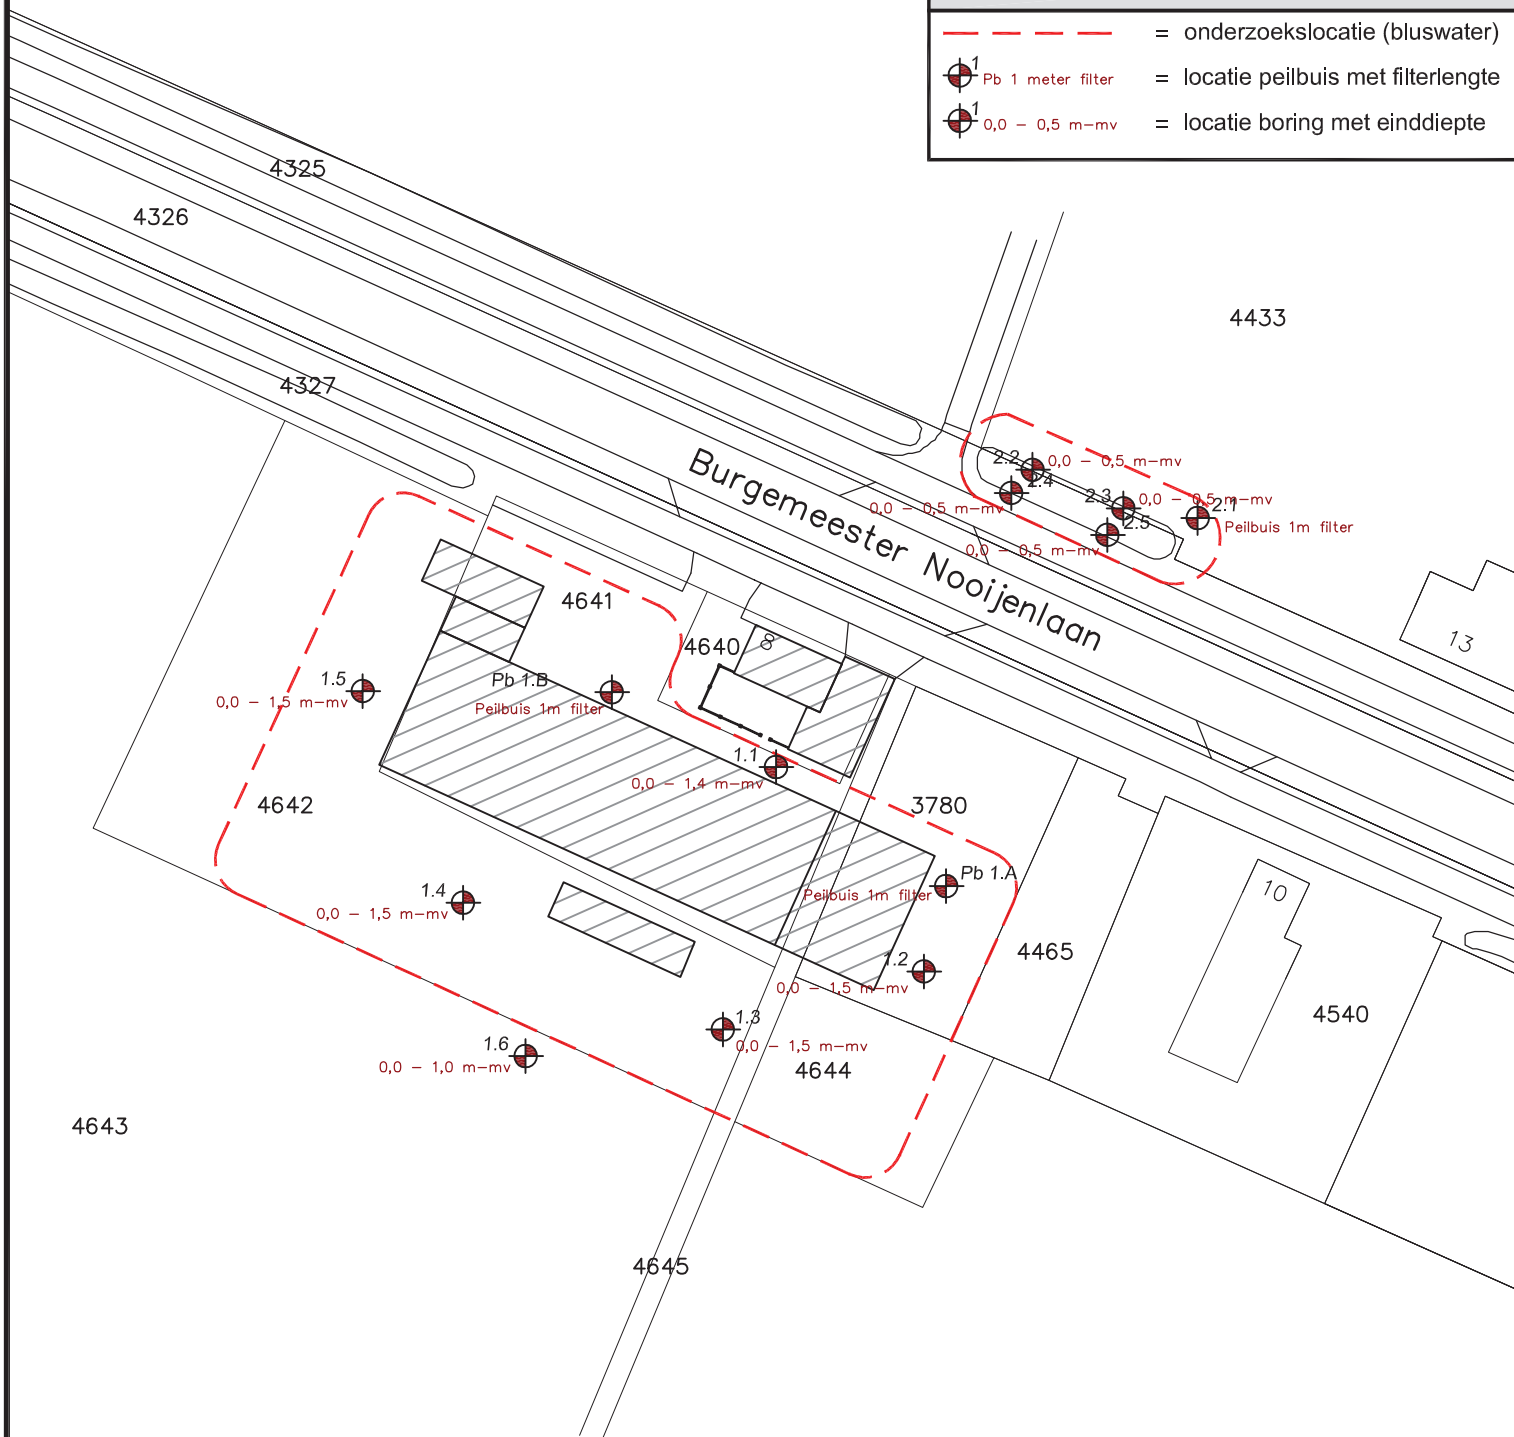 = onderzoekslocatie (bluswater)
1
Pb 1 meter filter
= locatie peilbuis met filterlengte
1
0,0 - 0,5 m-mv
= locatie boring met einddiepte
4325
4326
4433
4327
Burgemeester Nooijenlaan
2.2
0,0 - 0,5 m-mv
2.4
0,0 - 0,5 m-mv
2.3
0,0 - 0,5 m-mv
2.1
Peilbuis 1m filter
2.5
0,0 - 0,5 m-mv
4641
4640
8
13
1.5
0,0 - 1,5 m-mv
Pb 1.B
Peilbuis 1m filter
1.1
0,0 - 1,4 m-mv
4642
3780
Pb 1.A
Peilbuis 1m filter
1.4
0,0 - 1,5 m-mv
10
4465
1.2
0,0 - 1,5 m-mv
4540
1.3
0,0 - 1,5 m-mv
1.6
0,0 - 1,0 m-mv
4644
4643
4645